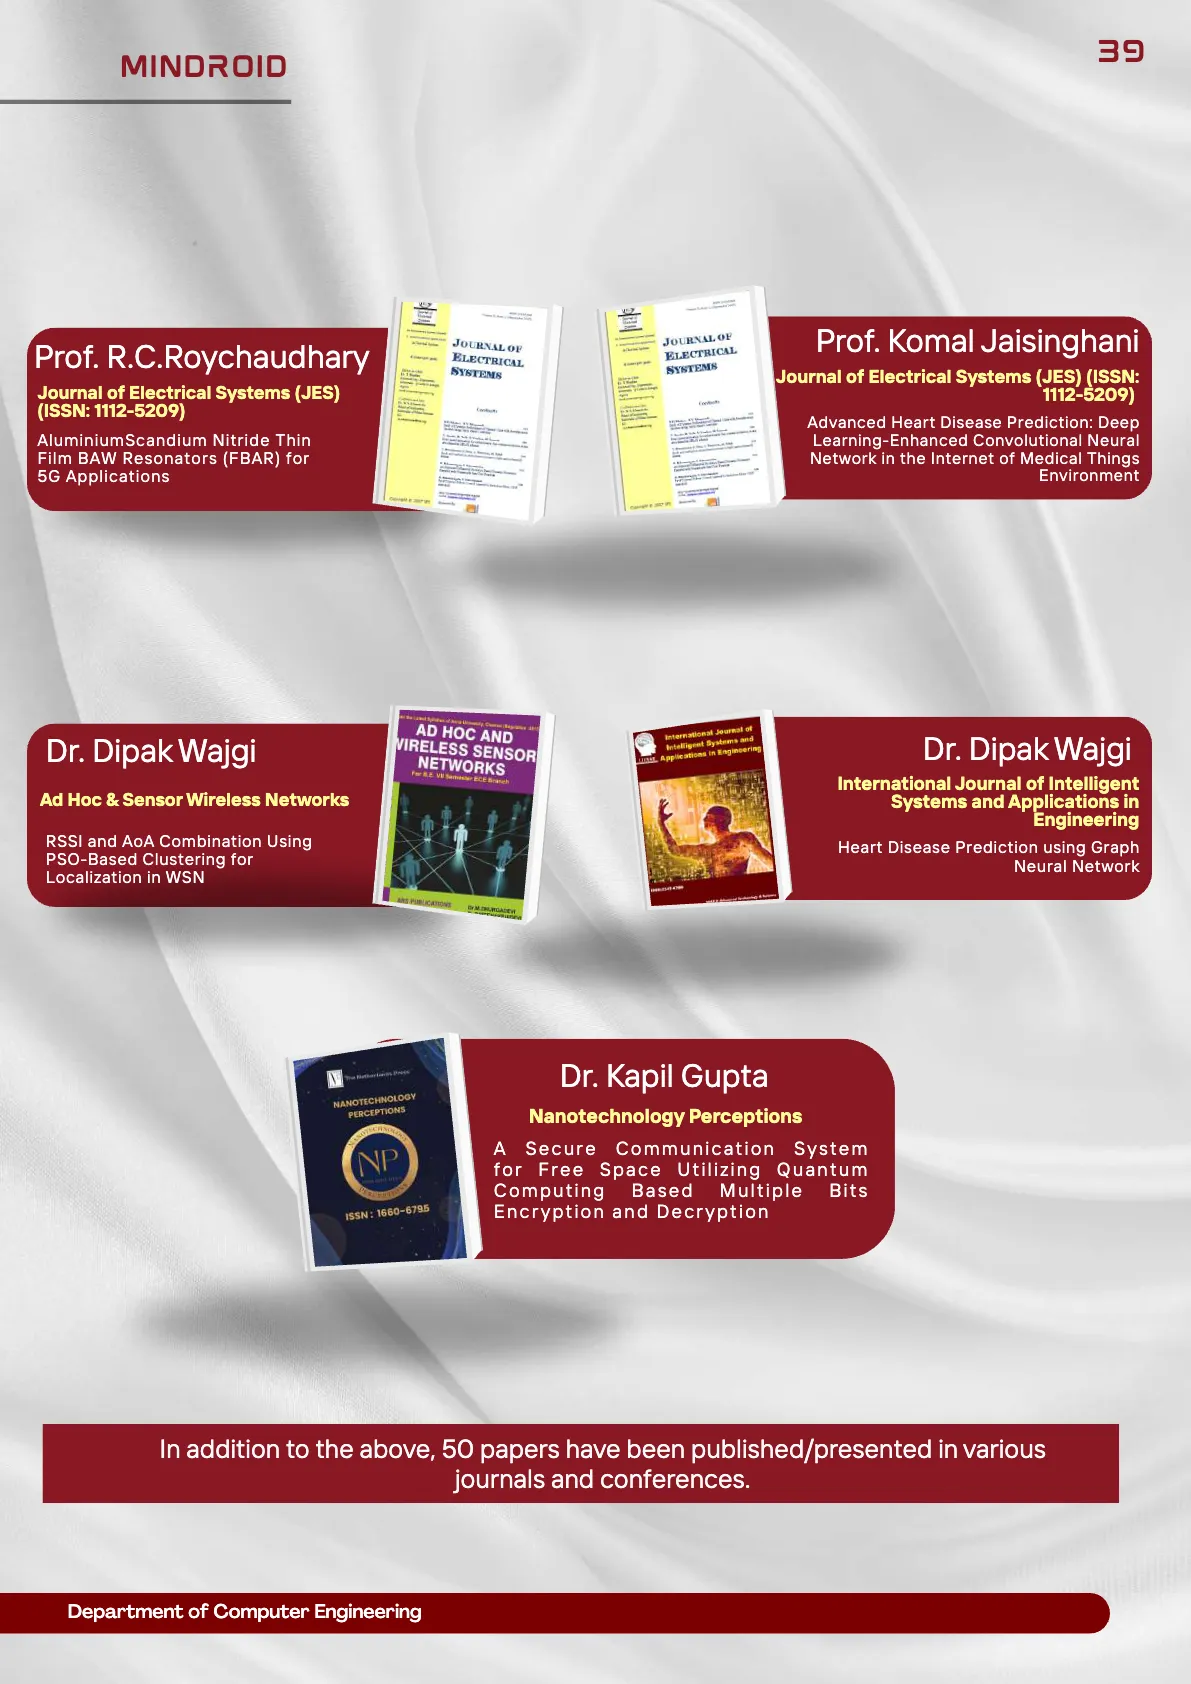 MINDROID
39
Prof. R.C.Roychaudhary
Journal of Electrical Systems (JES)
(ISSN: 1112-5209)
AluminiumScandium Nitride Thin
Film BAW Resonators (FBAR) for
5G Applications
JOURNAL OF
ELECTRICAL
SYSTEMS
Contents
JOURNAL OF
ELECTRICAL
SYSTEMS
Contents
Prof. Komal Jaisinghani
Journal of Electrical Systems (JES) (ISSN:
1112-5209)
Advanced Heart Disease Prediction: Deep
Learning-Enhanced Convolutional Neural
Network in the Internet of Medical Things
Environment
Dr. Dipak Wajgi
Ad Hoc & Sensor Wireless Networks
RSSI and AoA Combination Using
PSO-Based Clustering for
Localization in WSN
AD HOC AND
WIRELESS SENSOR
NETWORKS
For B.E. VII Semester ECE Branch
ARS PUBLICATIONS
International Journal of
Intelligent Systems and
Applications in Engineering
Dr. Dipak Wajgi
International Journal of Intelligent
Systems and Applications in
Engineering
Heart Disease Prediction using Graph
Neural Network
The Netherlands Press
NANOTECHNOLOGY
PERCEPTIONS
NANOTECHNOLOGY
NP
PERCEPTIONS
ISSN : 1660-6795
Dr. Kapil Gupta
Nanotechnology Perceptions
A Secure Communication System
for Free Space Utilizing Quantum
Computing Based Multiple Bits
Encryption and Decryption
In addition to the above, 50 papers have been published/presented in various
journals and conferences.
Department of Computer Engineering